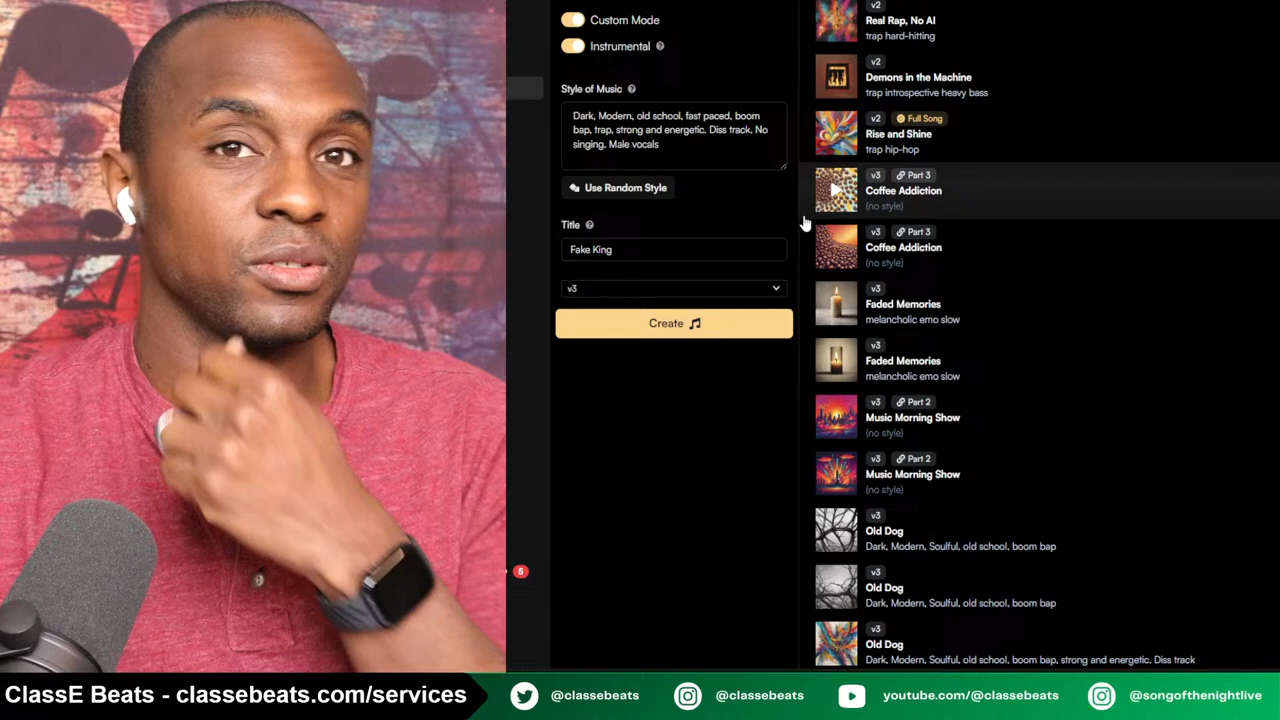 Custom Mode
Instrumental
Style of Music
Dark, Modern, old school, fast paced, boom
bap, trap, strong and energetic. Diss track. No
singing. Male vocals
Use Random Style
Title
Fake King
v3
Create
5
v2
Real Rap, No AI
trap hard-hitting
v2
Demons in the Machine
trap introspective heavy bass
v2 Full Song
Rise and Shine
trap hip-hop
v3 Part 3
Coffee Addiction
(no style)
v3 Part 3
Coffee Addiction
(no style)
v3
Faded Memories
melancholic emo slow
v3
Faded Memories
melancholic emo slow
v3 Part 2
Music Morning Show
(no style)
v3 Part 2
Music Morning Show
(no style)
v3
Old Dog
Dark, Modern, Soulful, old school, boom bap
v3
Old Dog
Dark, Modern, Soulful, old school, boom bap
v3
Old Dog
Dark, Modern, Soulful, old school, boom bap, strong and energetic. Diss track
ClassE Beats - classebeats.com/services
@classebeats
@classebeats
youtube.com/@classebeats
@songofthenightlive